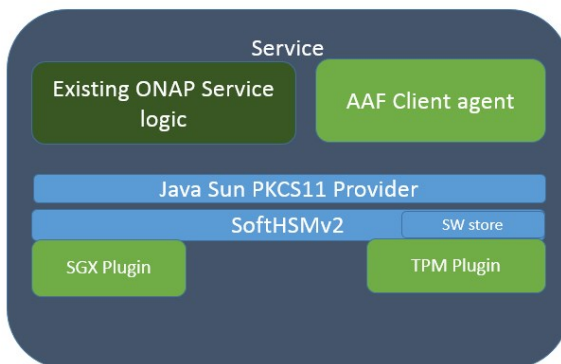 Service
Existing ONAP Service
logic
AAF Client agent
Java Sun PKCS11 Provider
SoftHSMv2
SW store
SGX Plugin
TPM Plugin